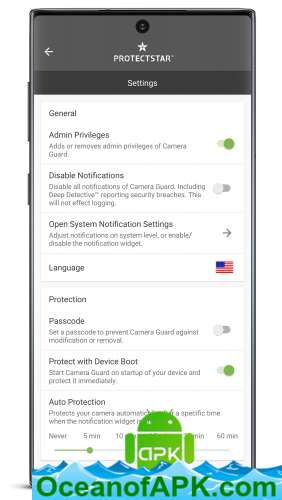 PROTECTSTAR™
Settings
General
Admin Privileges
Adds or removes admin privileges of Camera
Guard.
Disable Notifications
Disable all notifications of Camera Guard. Including
Deep Detective™ reporting security breaches. This
will not effect logging.
Open System Notification Settings
Adjust notifications on system level, or enable/
disable the notification widget.
Language
Protection
Passcode
Set a passcode to prevent Camera Guard against
modification or removal.
Protect with Device Boot
Start Camera Guard on startup of your device and
protect it immediately.
Auto Protection
Protects your camera a specific time
when the notification widget
Never 5 min 10 30 min 60 min
APK
OceanofAPK.com